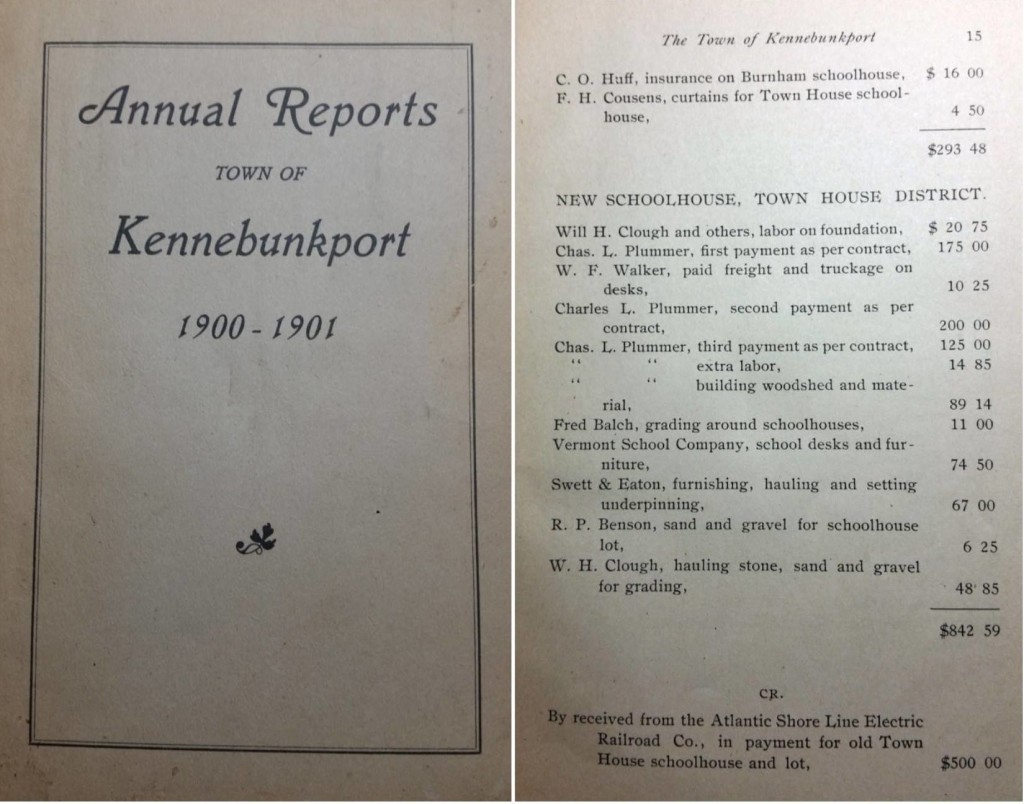 Annual Reports
TOWN OF
Kennebunkport
1900 - 1901
The Town of Kennebunkport 15
C. O. Huff, insurance on Burnham schoolhouse, $ 16 00
F. H. Cousens, curtains for Town House school-
house, 4 50
$293 48
NEW SCHOOLHOUSE, TOWN HOUSE DISTRICT.
Will H. Clough and others, labor on foundation, $ 20 75
Chas. L. Plummer, first payment as per contract, 175 00
W. F. Walker, paid freight and truckage on
desks, 10 25
Charles L. Plummer, second payment as per
contract, 200 00
Chas. L. Plummer, third payment as per contract, 125 00
" " extra labor, 14 85
" " building woodshed and mate-
rial, 89 14
Fred Balch, grading around schoolhouses, 11 00
Vermont School Company, school desks and fur-
niture, 74 50
Swett & Eaton, furnishing, hauling and setting
underpinning, 67 00
R. P. Benson, sand and gravel for schoolhouse
lot, 6 25
W. H. Clough, hauling stone, sand and gravel
for grading, 48 85
$842 59
CR.
By received from the Atlantic Shore Line Electric
Railroad Co., in payment for old Town
House schoolhouse and lot, $500 00